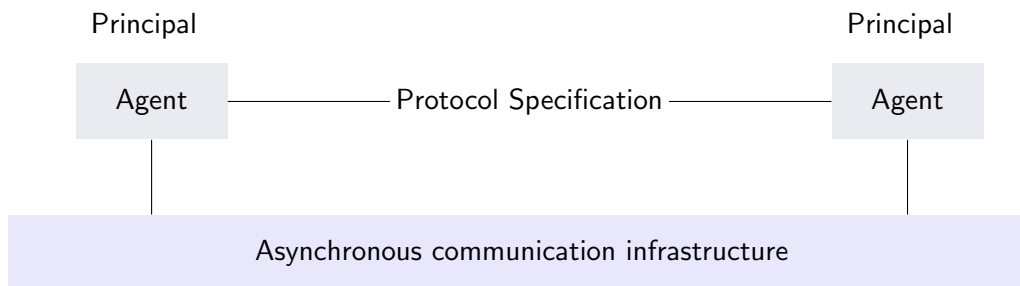 Principal
Principal
Agent
Protocol Specification
Agent
Asynchronous communication infrastructure